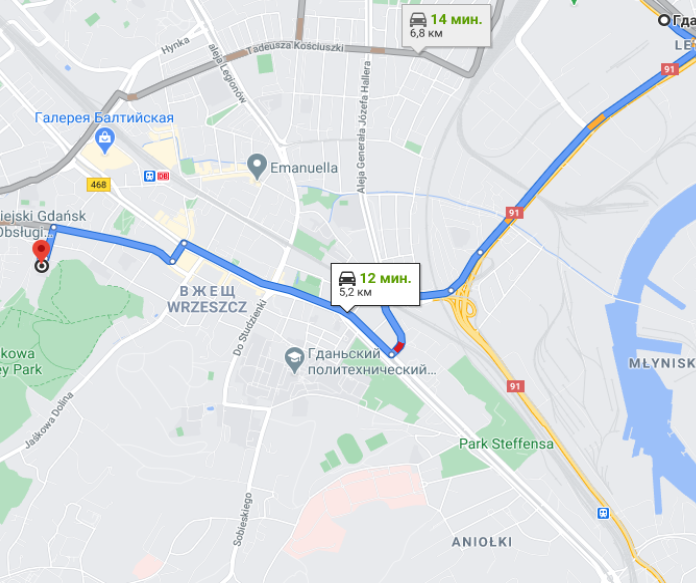 14 мин.
6,8 км
Гда
Hynka
Tadeusza Kościuszki
LE
aleja Legionów
91
Aleja Generała Józefa Hallera
Галерея Балтийская
Emanuella
468
iejski Gdańsk
Obsługi...
91
12 мин.
5,2 км
ВЖЕЩ
WRZESZCZ
Do Studzienki
Гданьский
политехнический...
śkowa
ey Park
MŁYNISK
91
Jaśkowa Dolina
Park Steffensa
Sobieskiego
ANIOŁKI